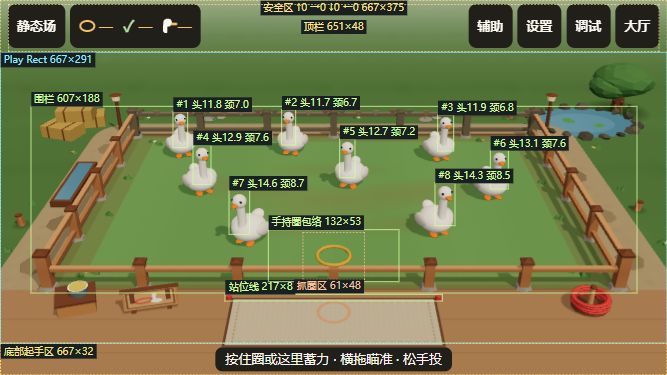 安全区 ↑0 →0 ↓0 ←0 667×375
静态场
— ✓— —
顶栏 651×48
辅助
设置
调试
大厅
Play Rect 667×291
围栏 607×188
#1 头11.8 颈7.0
#2 头11.7 颈6.7
#3 头11.9 颈6.8
#4 头12.9 颈7.6
#5 头12.7 颈7.2
#6 头13.1 颈7.6
#7 头14.6 颈8.7
#8 头14.3 颈8.5
手持圈包络 132×53
站位线 217×8
抓圈区 61×48
底部起手区 667×32
按住圈或这里蓄力 · 横拖瞄准 · 松手投